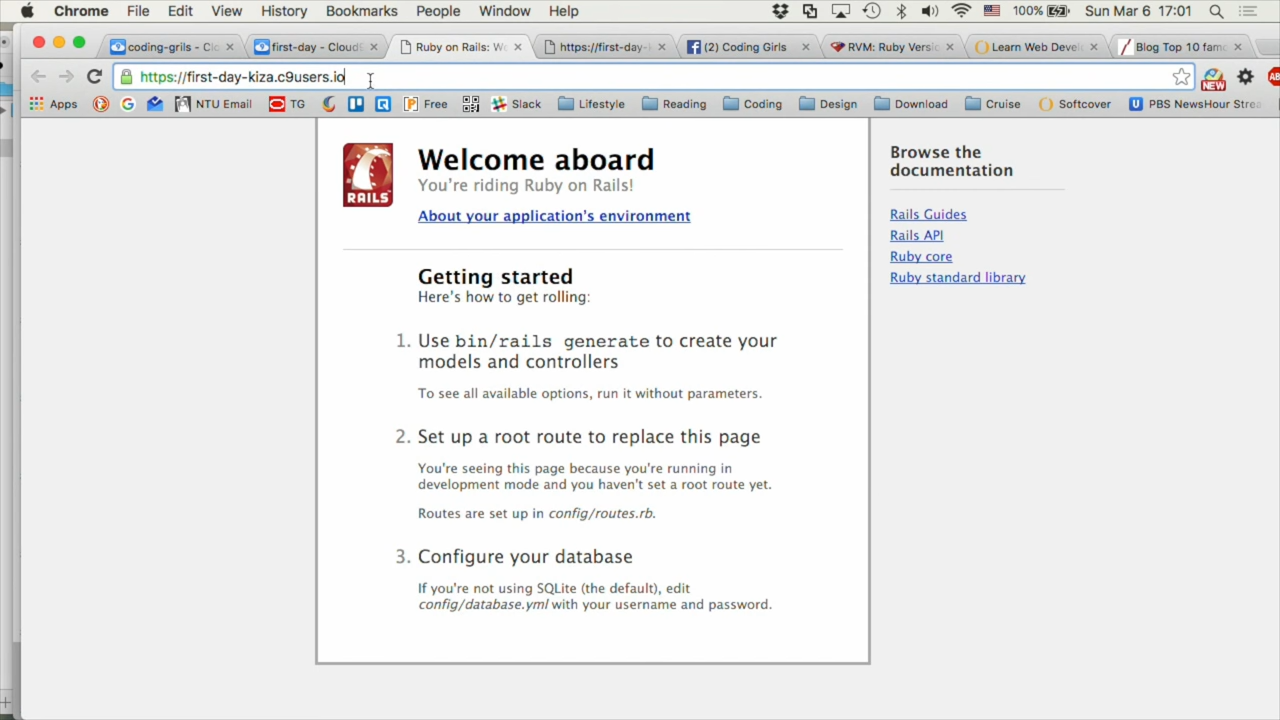 Chrome File Edit View History Bookmarks People Window Help 100% Sun Mar 6 17:01
coding-grils - Clo first-day - Cloud Ruby on Rails: W https://first-day- (2) Coding Girls RVM: Ruby Versi Learn Web Devel Blog Top 10 famo
https://first-day-kiza.c9users.io
NEW
Apps NTU Email TG Free Slack Lifestyle Reading Coding Design Download Cruise Softcover PBS NewsHour Strea
RAILS
Welcome aboard
You're riding Ruby on Rails!
About your application's environment
Getting started
Here's how to get rolling:
1. Use bin/rails generate to create your
models and controllers
To see all available options, run it without parameters.
2. Set up a root route to replace this page
You're seeing this page because you're running in
development mode and you haven't set a root route yet.
Routes are set up in config/routes.rb.
3. Configure your database
If you're not using SQLite (the default), edit
config/database.yml with your username and password.
Browse the
documentation
Rails Guides
Rails API
Ruby core
Ruby standard library